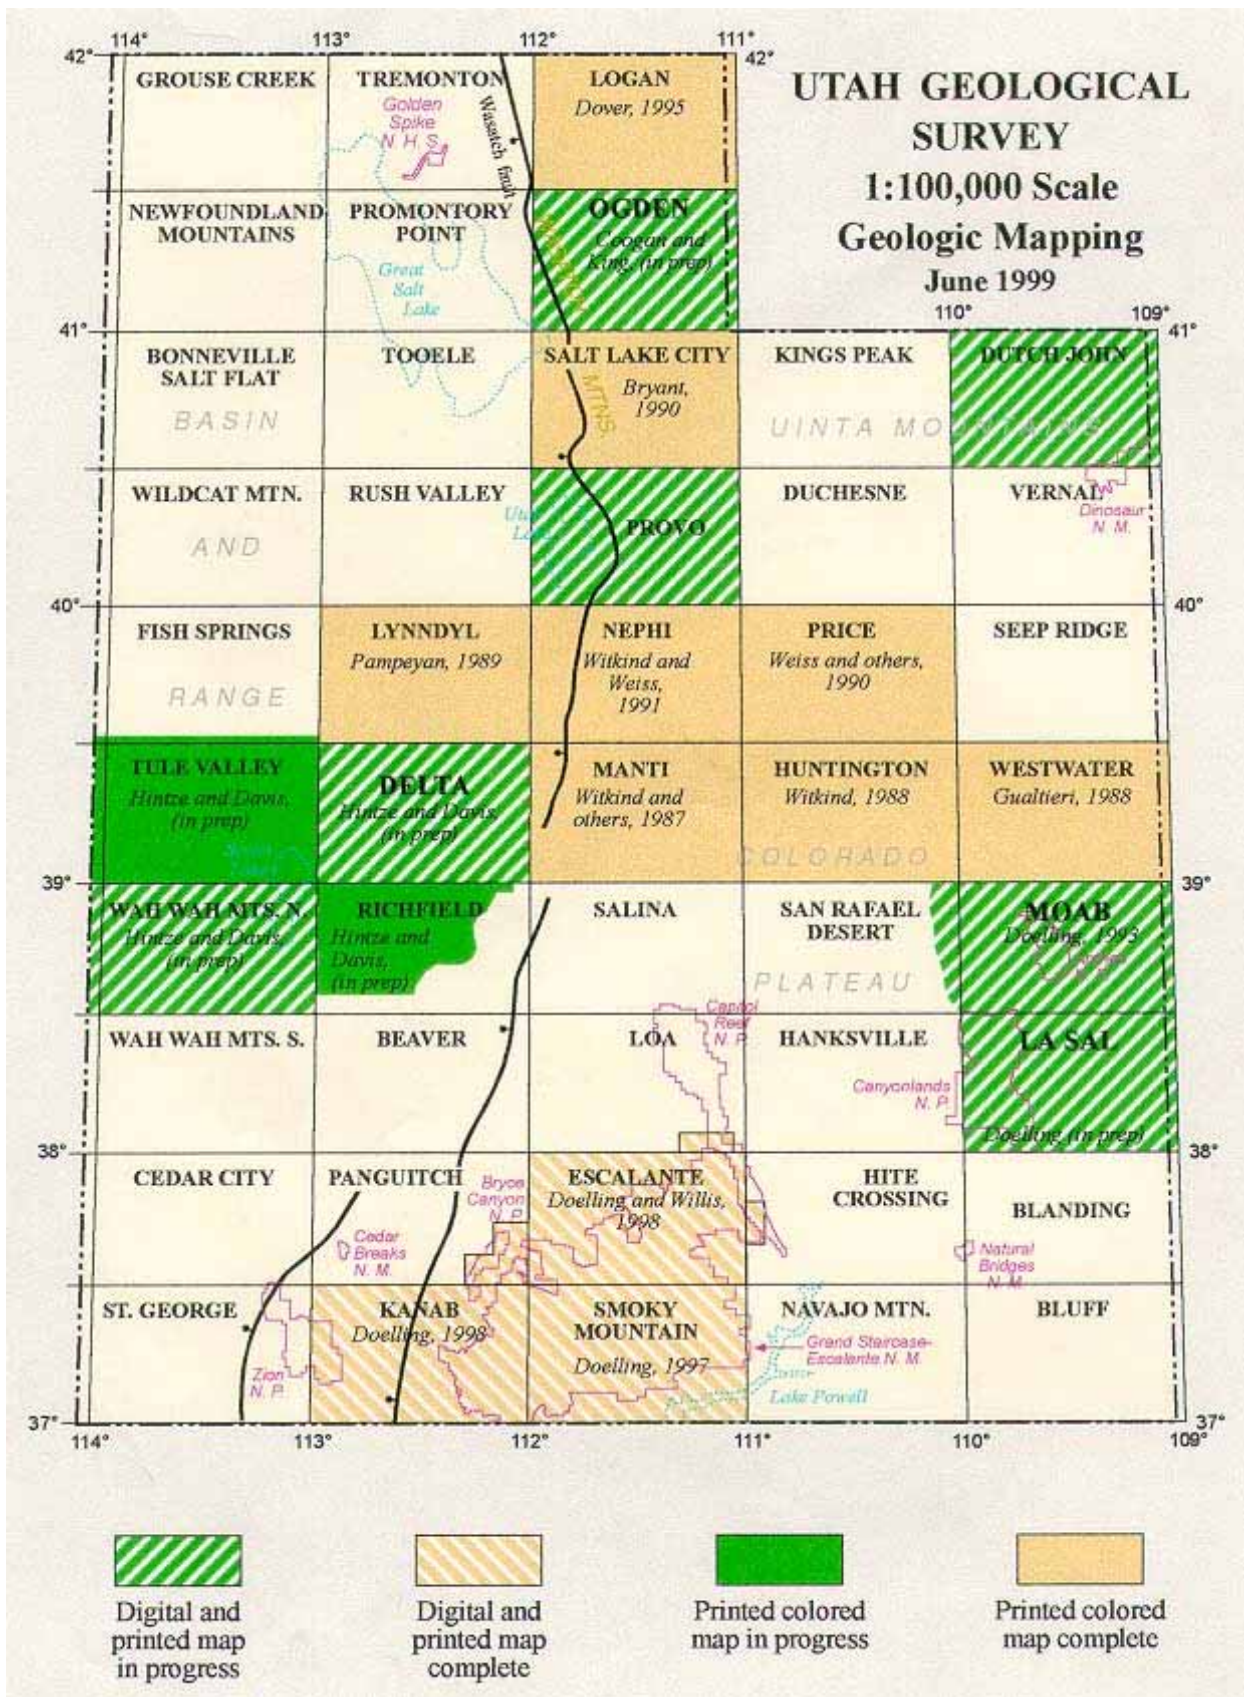 114°
113°
112°
111°
42°
42°
UTAH GEOLOGICAL
SURVEY
1:100,000 Scale
Geologic Mapping
June 1999
GROUSE CREEK
TREMONTON
Golden
Spike
N H S
Wasatch fault
LOGAN
Dover, 1995
NEWFOUNDLAND
MOUNTAINS
PROMONTORY
POINT
Great
Salt
Lake
OGDEN
Coogan and
King, (in prep)
110°
109°
41°
41°
BONNEVILLE
SALT FLAT
BASIN
TOOELE
SALT LAKE CITY
Bryant,
1990
MTNS.
KINGS PEAK
DUTCH JOHN
UINTA MOUNTAINS
WILDCAT MTN.
AND
RUSH VALLEY
PROVO
DUCHESNE
VERNAL
Dinosaur
N. M.
40°
40°
FISH SPRINGS
RANGE
LYNNDYL
Pampeyan, 1989
NEPHI
Witkind and
Weiss,
1991
PRICE
Weiss and others,
1990
SEEP RIDGE
TULE VALLEY
Hintze and Davis,
(in prep)
DELTA
Hintze and Davis,
(in prep)
MANTI
Witkind and
others, 1987
HUNTINGTON
Witkind, 1988
WESTWATER
Gualtieri, 1988
COLORADO
39°
39°
WAH WAH MTS. N.
Hintze and Davis,
(in prep)
RICHFIELD
Hintze and
Davis,
(in prep)
SALINA
SAN RAFAEL
DESERT
PLATEAU
MOAB
Doelling, 1993
WAH WAH MTS. S.
BEAVER
LOA
Capitol
Reef
N. P.
HANKSVILLE
Canyonlands
N. P.
LA SAL
Doelling (in prep)
38°
38°
CEDAR CITY
PANGUITCH
Cedar
Breaks
N. M.
Bryce
Canyon
N. P.
ESCALANTE
Doelling and Willis,
1998
HITE
CROSSING
BLANDING
Natural
Bridges
N. M.
ST. GEORGE
Zion
N. P.
KANAB
Doelling, 1998
SMOKY
MOUNTAIN
Doelling, 1997
NAVAJO MTN.
Grand Staircase-
Escalante N. M.
Lake Powell
BLUFF
37°
37°
114°
113°
112°
111°
110°
109°
Digital and
printed map
in progress
Digital and
printed map
complete
Printed colored
map in progress
Printed colored
map complete